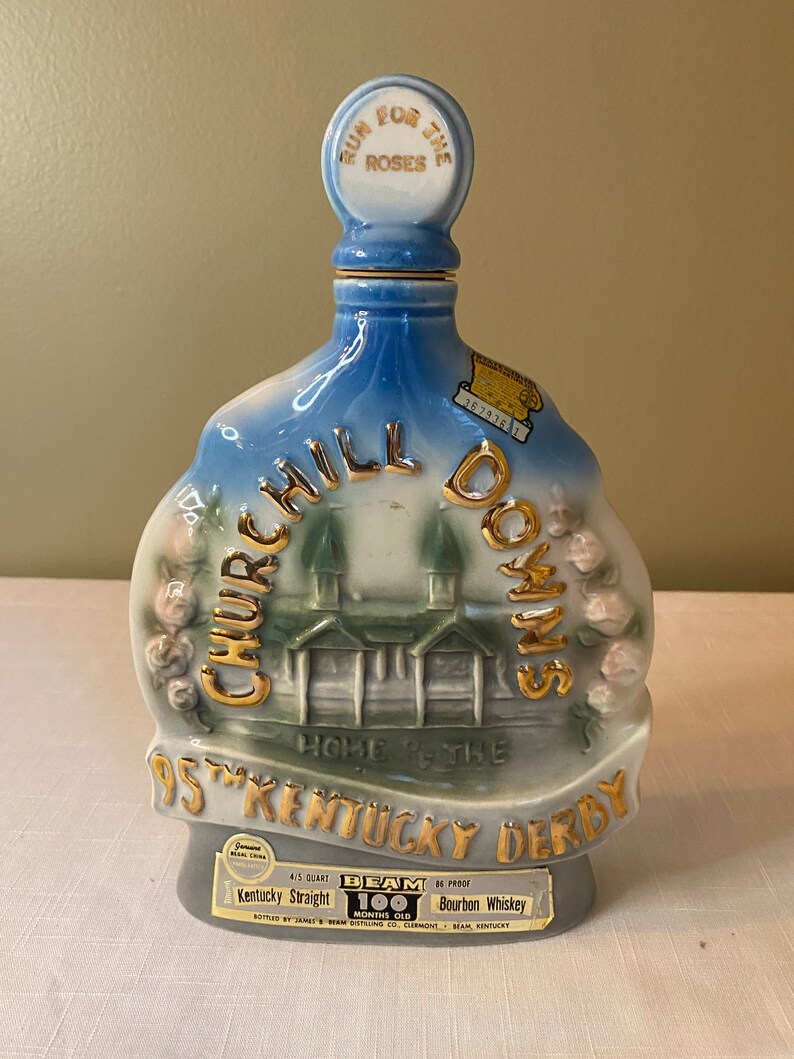 RUN FOR THE
ROSES
36793641
CHURCHILL DOWNS
HOME OF THE
95TH KENTUCKY DERBY
Genuine
REGAL CHINA
4/5 QUART BEAM 86 PROOF
Kentucky Straight 100 Bourbon Whiskey
MONTHS OLD
BOTTLED BY JAMES B. BEAM DISTILLING CO., CLERMONT • BEAM, KENTUCKY